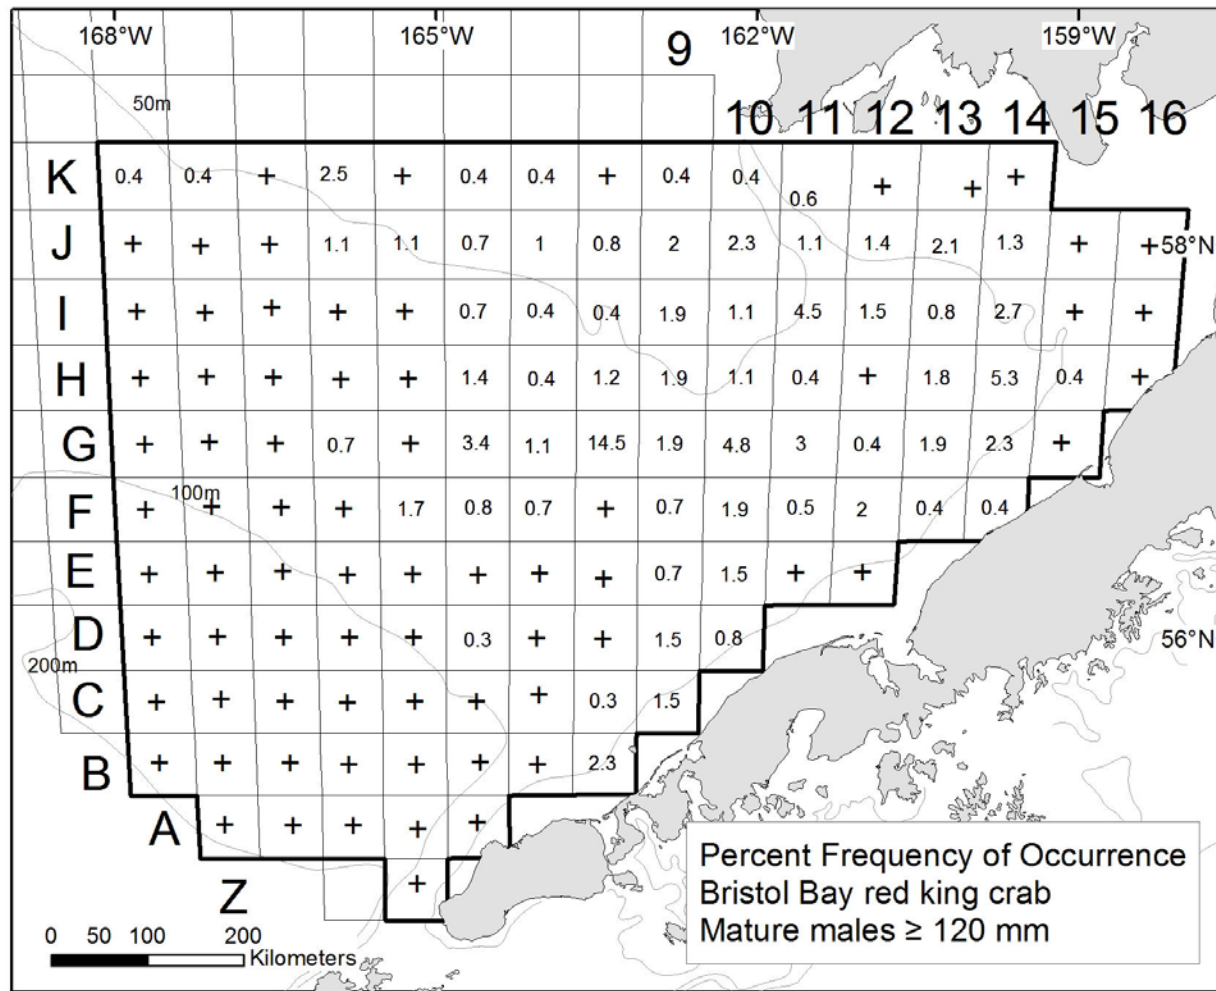 168°W 165°W 162°W 159°W
9
50m
10 11 12 13 14 15 16
K 0.4 0.4 + 2.5 + 0.4 0.4 + 0.4 0.4 0.6 + + +
J + + + 1.1 1.1 0.7 1 0.8 2 2.3 1.1 1.4 2.1 1.3 + + 58°N
I + + + + + 0.7 0.4 0.4 1.9 1.1 4.5 1.5 0.8 2.7 + +
H + + + + + 1.4 0.4 1.2 1.9 1.1 0.4 + 1.8 5.3 0.4 +
G + + + 0.7 + 3.4 1.1 14.5 1.9 4.8 3 0.4 1.9 2.3 +
100m
F + + + + 1.7 0.8 0.7 + 0.7 1.9 0.5 2 0.4 0.4
E + + + + + + + + 0.7 1.5 + +
D + + + + + 0.3 + + 1.5 0.8 56°N
200m
C + + + + + + + 0.3 1.5
B + + + + + + + 2.3
A + + + + +
Z +
Percent Frequency of Occurrence
Bristol Bay red king crab
Mature males ≥ 120 mm
0 50 100 200
Kilometers